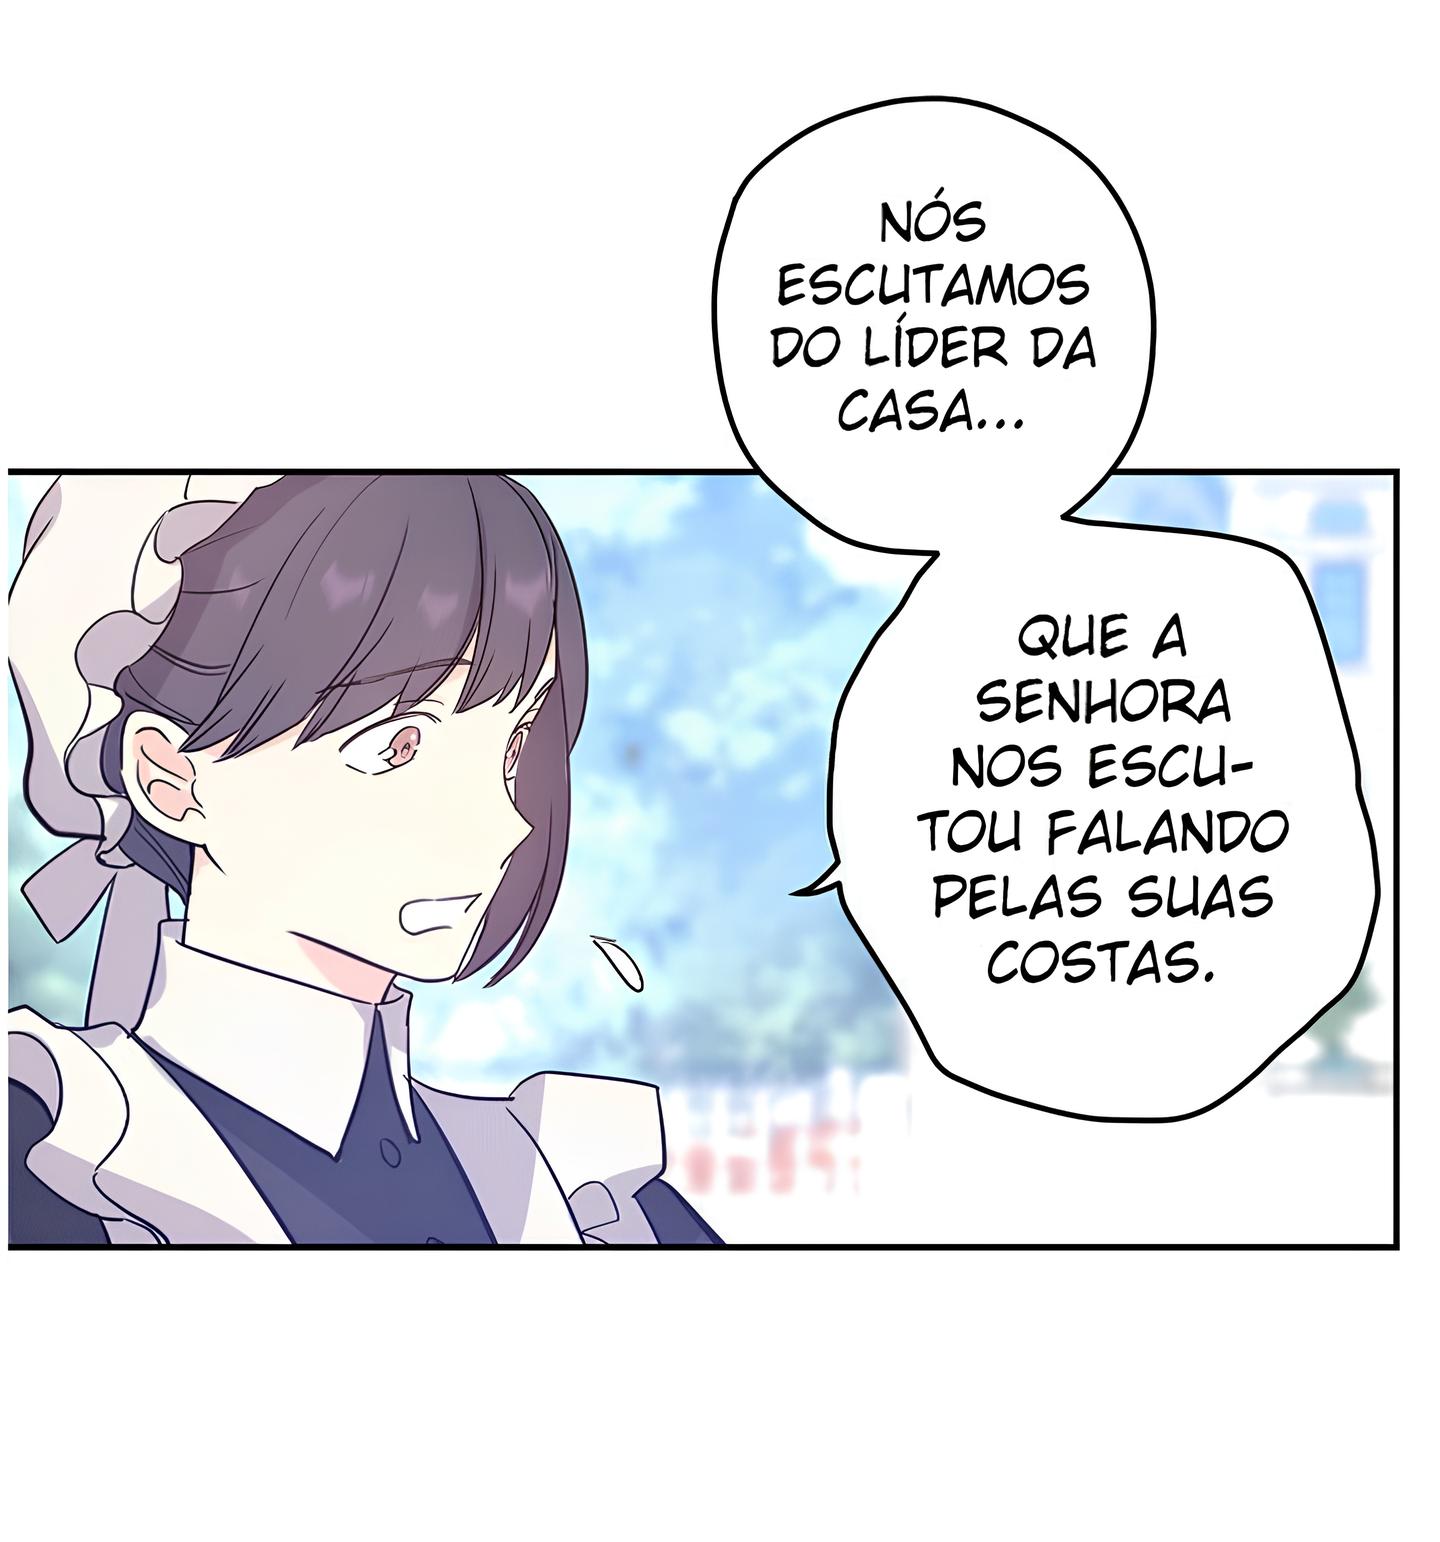 NÓS
ESCUTAMOS
DO LÍDER DA
CASA...
QUE A
SENHORA
NOS ESCU-
TOU FALANDO
PELAS SUAS
COSTAS.